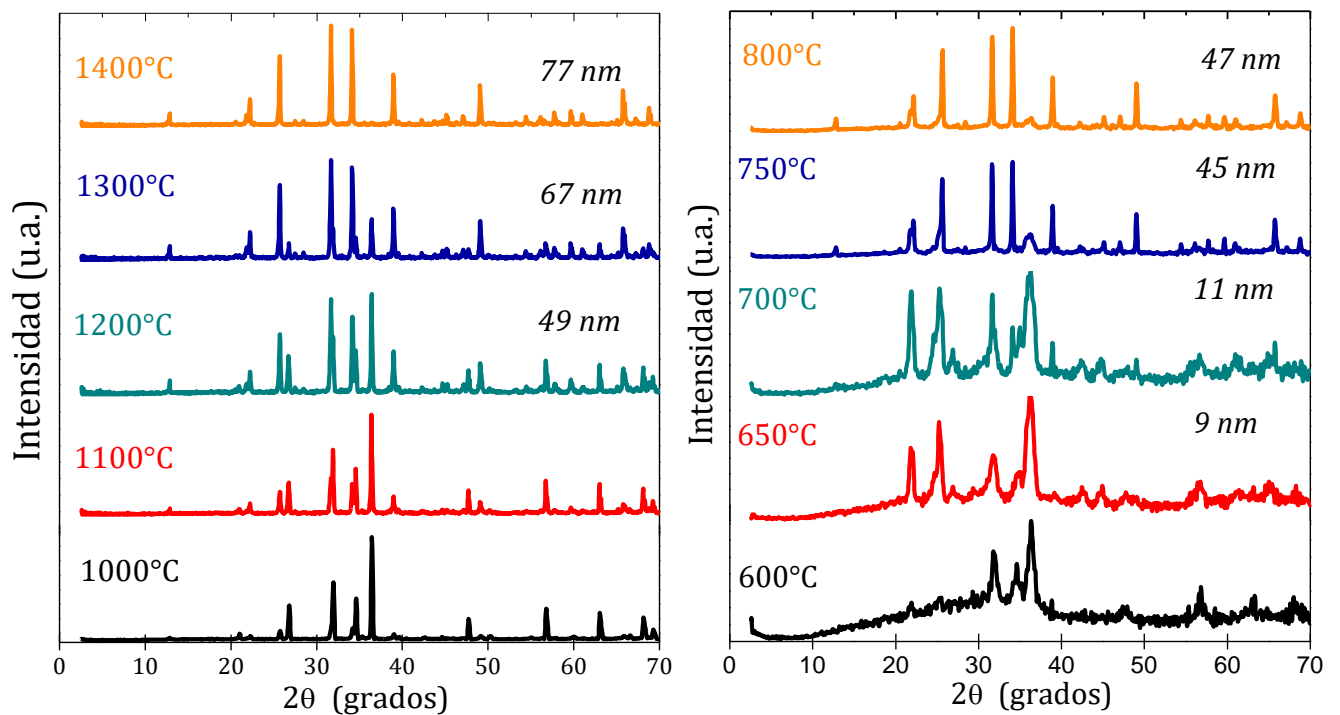 1400°C
77 nm
1300°C
67 nm
1200°C
49 nm
1100°C
1000°C
Intensidad (u.a.)
0 10 20 30 40 50 60 70
2θ (grados)
800°C
47 nm
750°C
45 nm
700°C
11 nm
650°C
9 nm
600°C
Intensidad (u.a.)
0 10 20 30 40 50 60 70
2θ (grados)